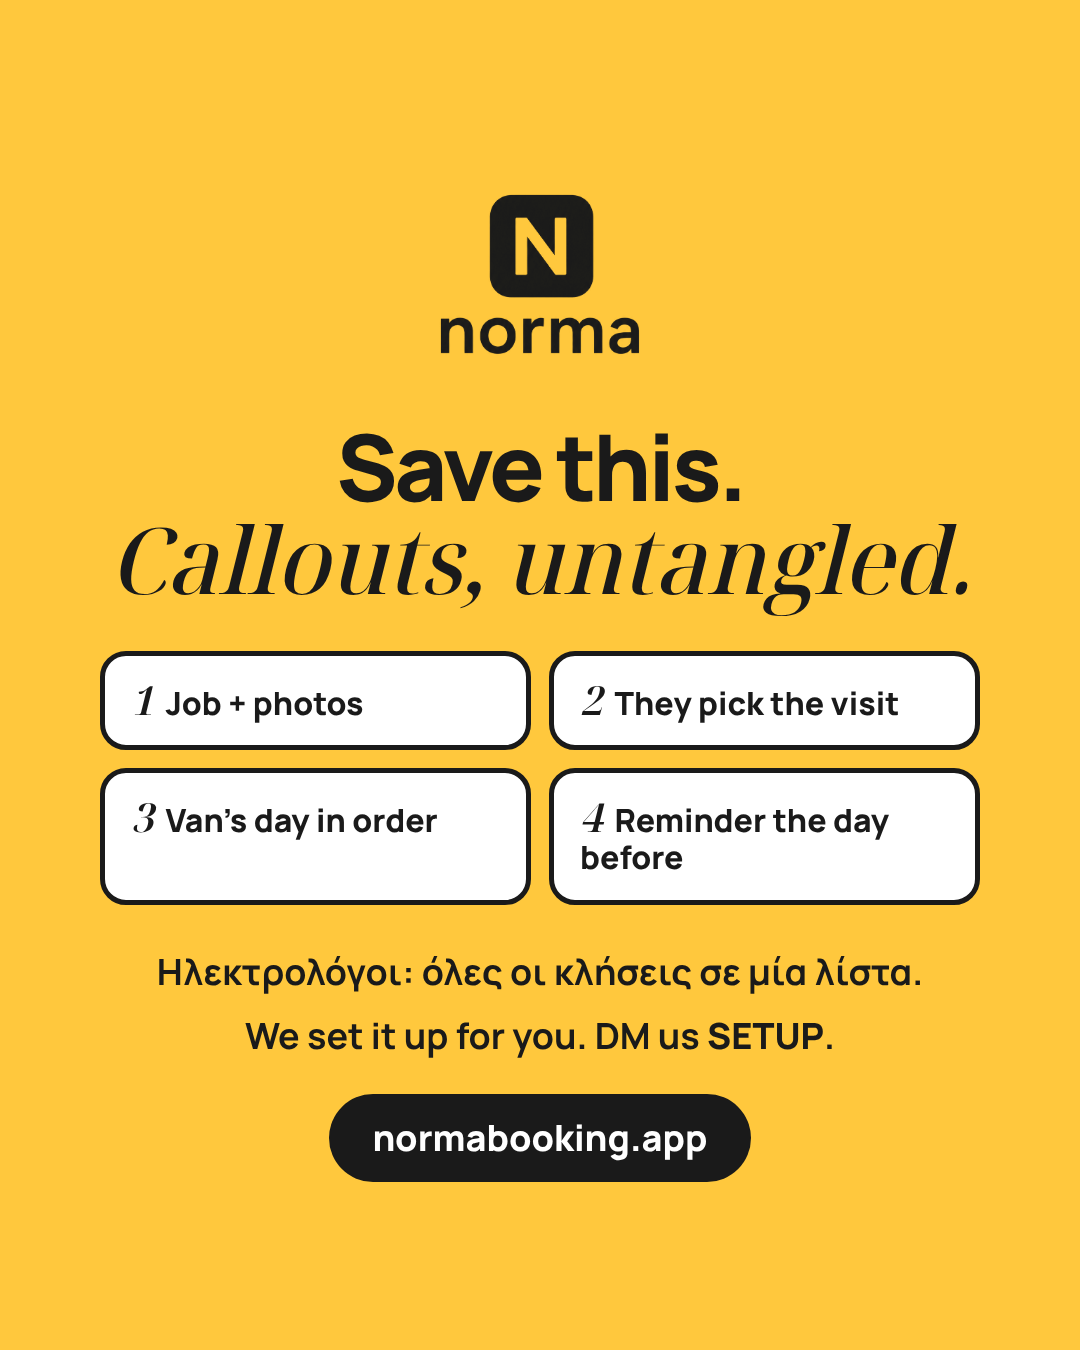 N
norma
Save this.
Callouts, untangled.
1 Job + photos
2 They pick the visit
3 Van’s day in order
4 Reminder the day
before
Ηλεκτρολόγοι: όλες οι κλήσεις σε μία λίστα.
We set it up for you. DM us SETUP.
normabooking.app